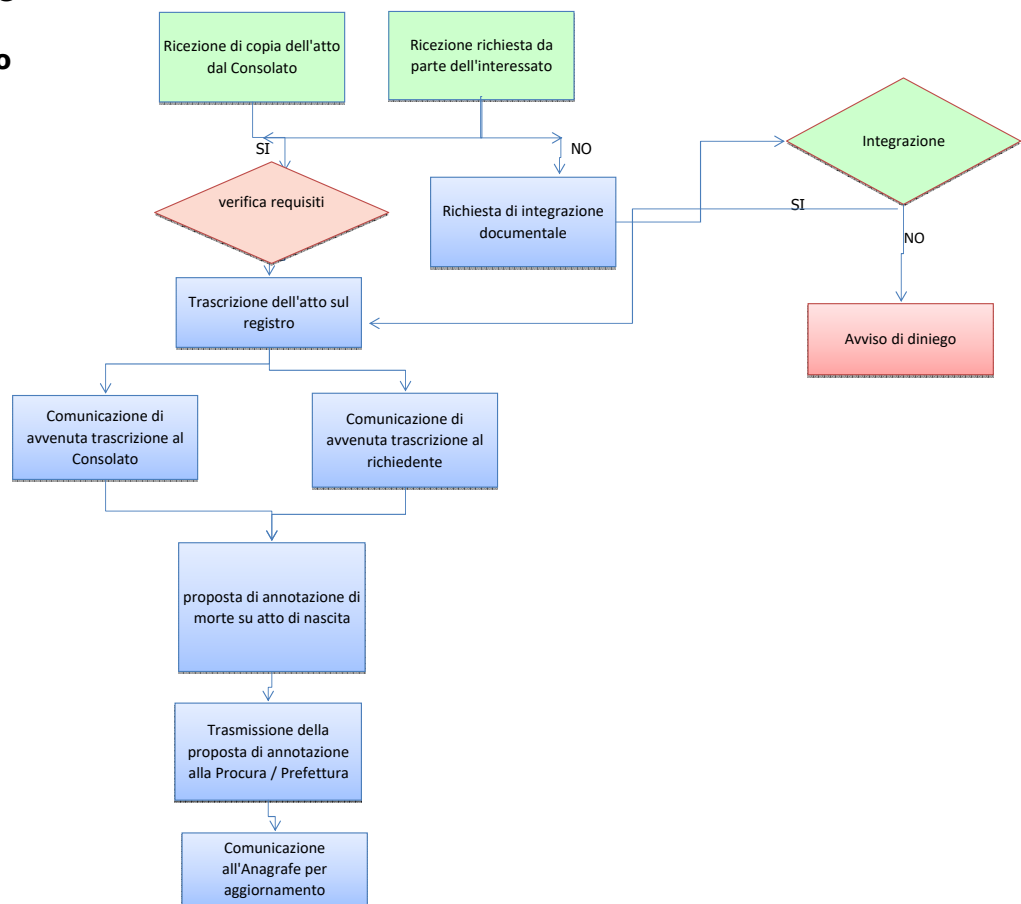 o
Ricezione di copia dell'atto
dal Consolato
Ricezione richiesta da
parte dell'interessato
Integrazione
SI
NO
verifica requisiti
Richiesta di integrazione
documentale
SI
NO
Trascrizione dell'atto sul
registro
Avviso di diniego
Comunicazione di
avvenuta trascrizione al
Consolato
Comunicazione di
avvenuta trascrizione al
richiedente
proposta di annotazione di
morte su atto di nascita
Trasmissione della
proposta di annotazione
alla Procura / Prefettura
Comunicazione
all'Anagrafe per
aggiornamento